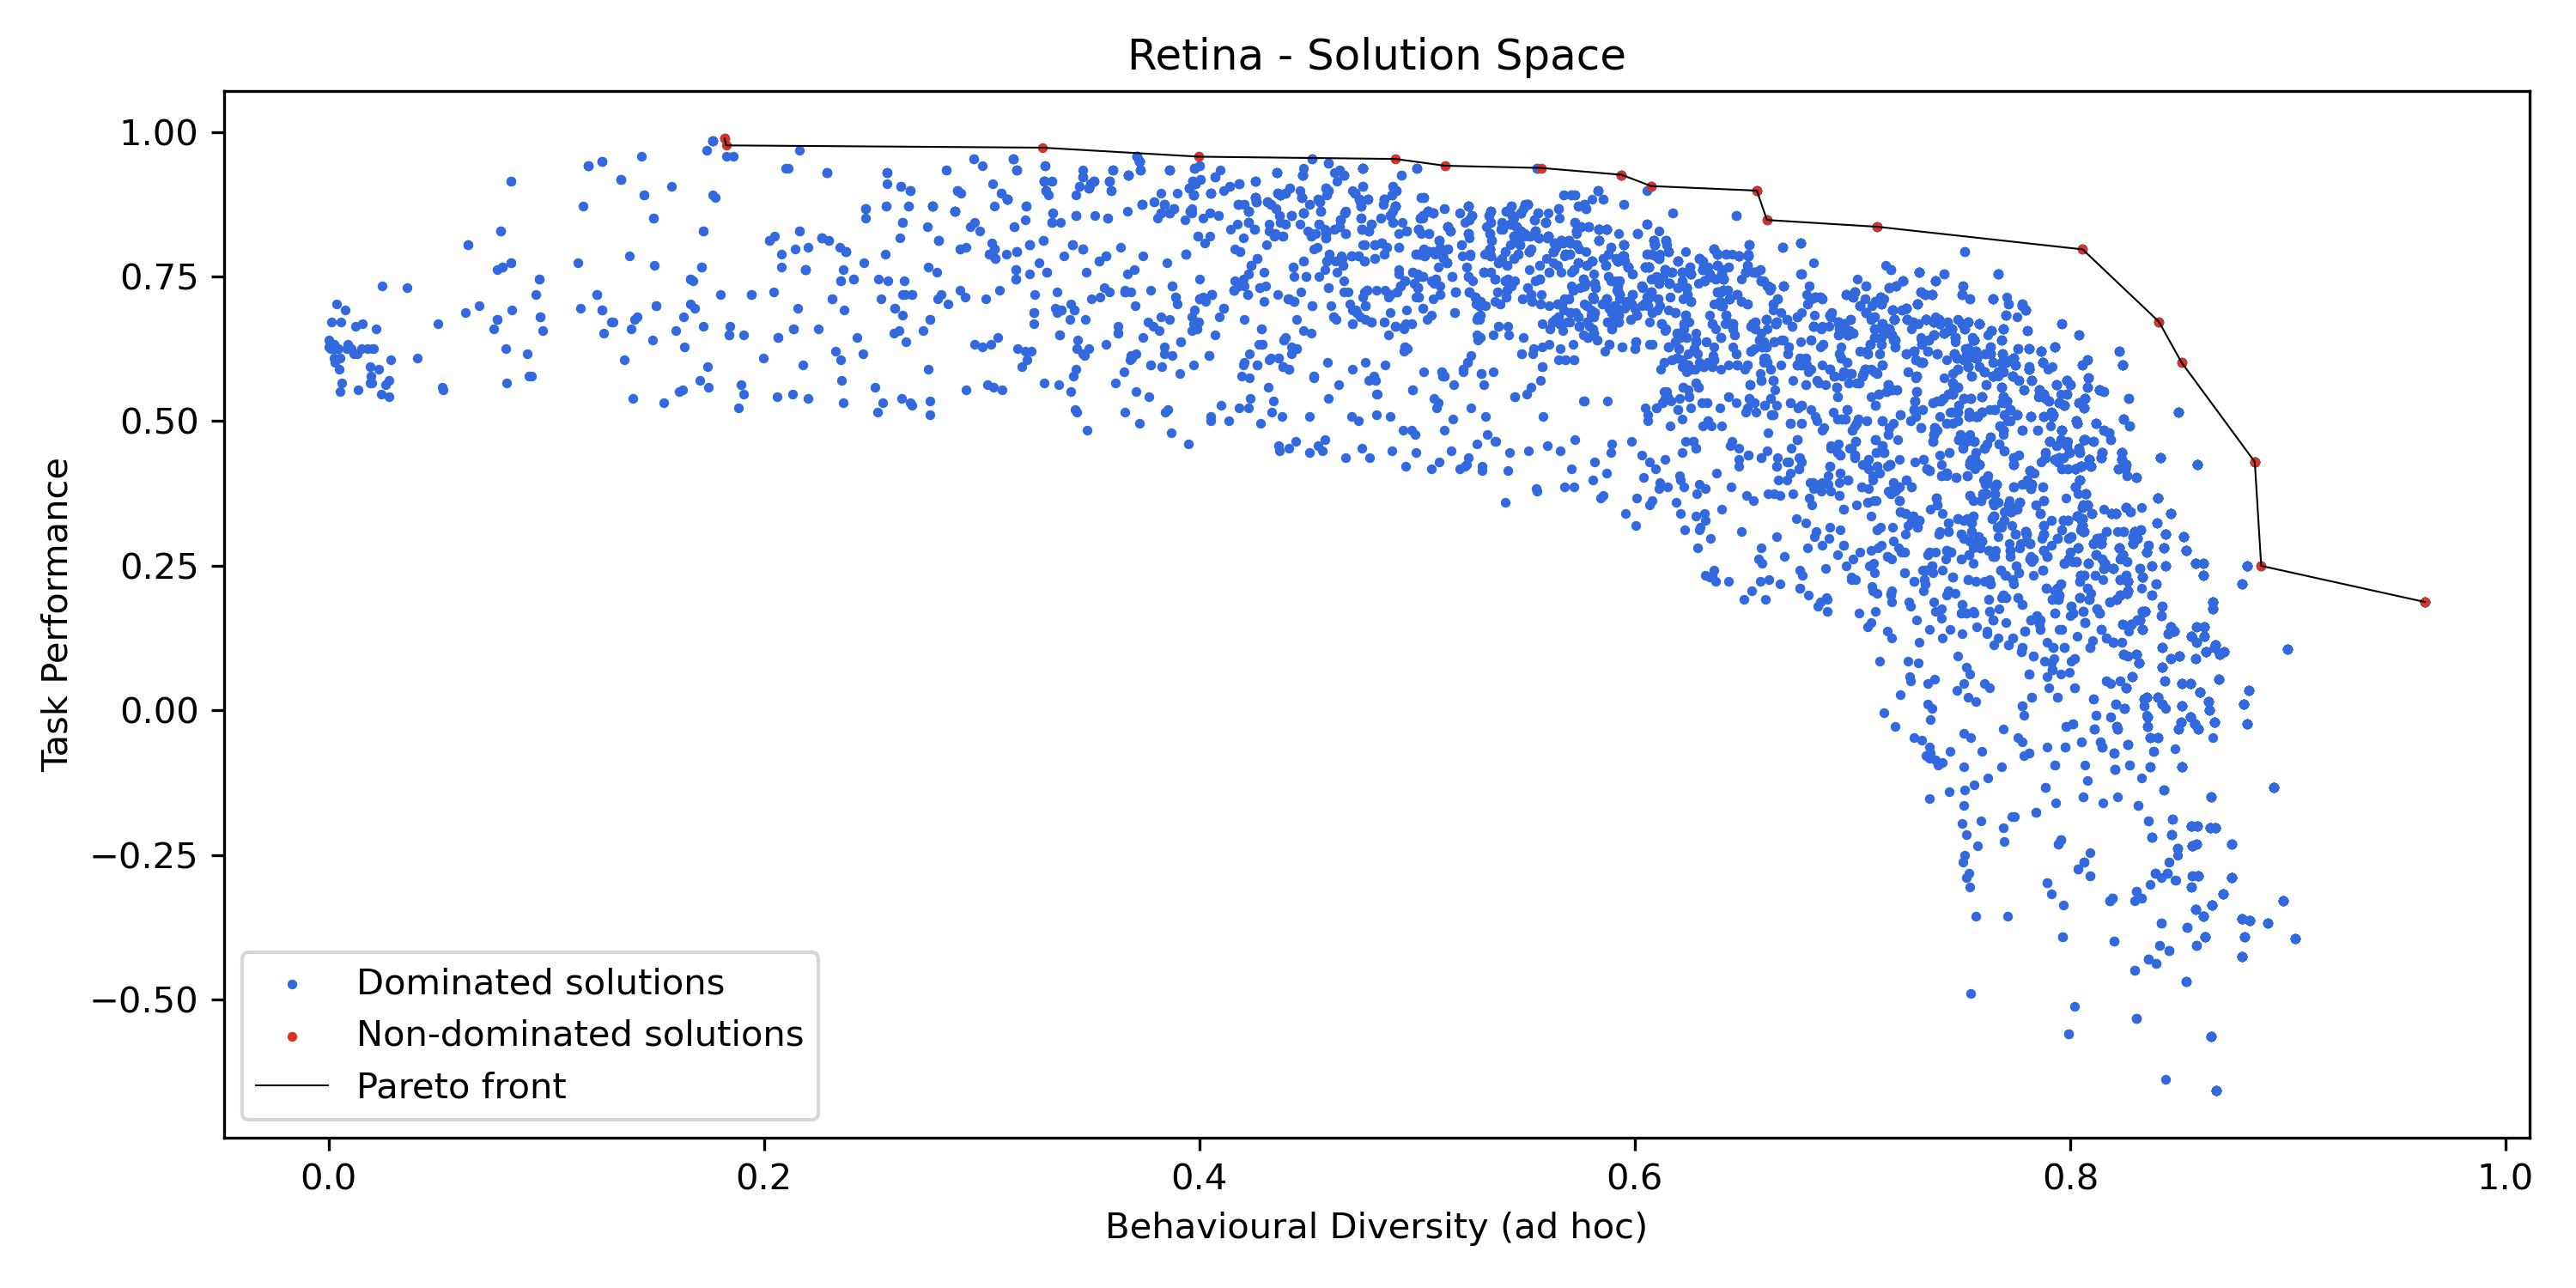 Retina - Solution Space
1.00
0.75
0.50
0.25
0.00
−0.25
−0.50
Task Performance
Dominated solutions
Non-dominated solutions
Pareto front
0.0 0.2 0.4 0.6 0.8 1.0
Behavioural Diversity (ad hoc)